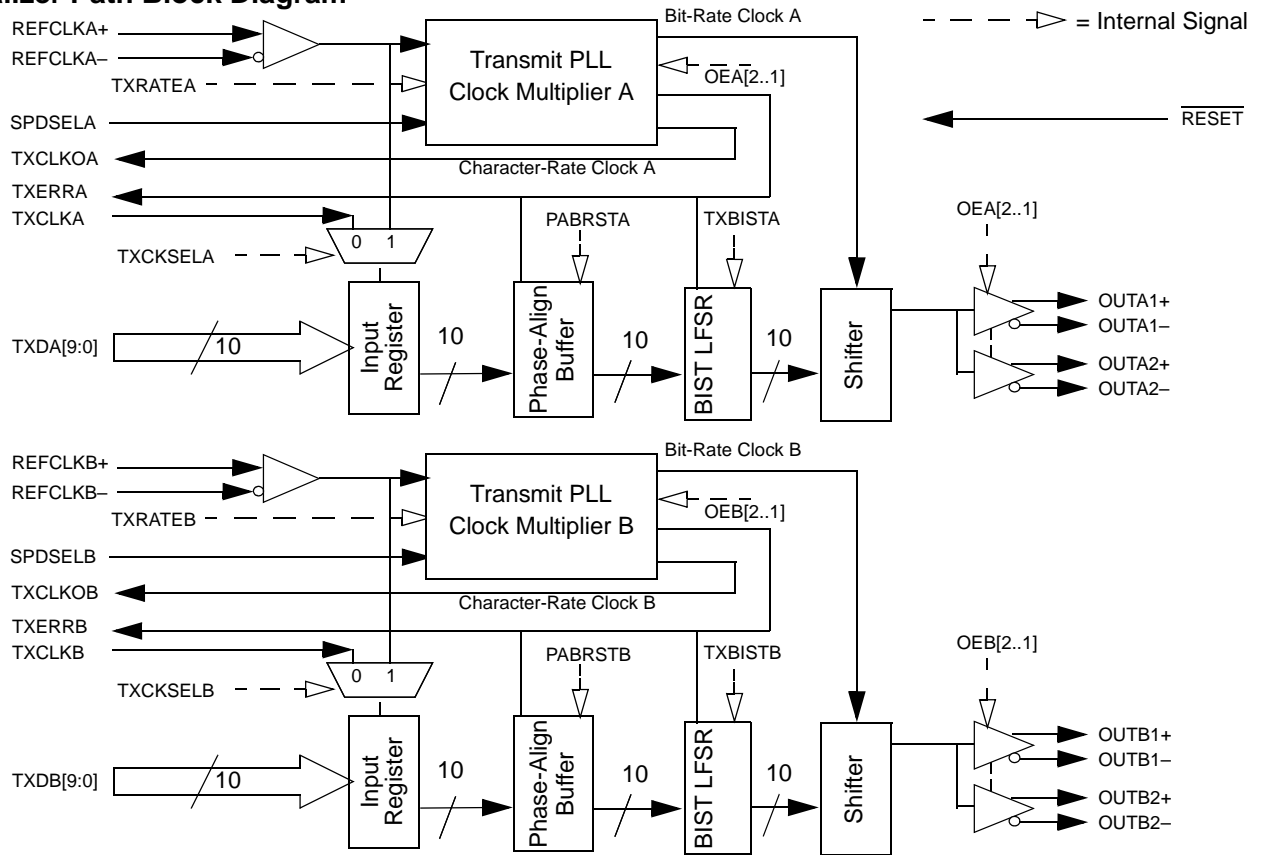 Bit-Rate Clock A
REFCLKA+
REFCLKA–
= Internal Signal
Transmit PLL
Clock Multiplier A
TXRATEA
OEA[2..1]
SPDSELA
RESET
TXCLKOA
Character-Rate Clock A
TXERRA
TXCLKA
PABRSTA
TXBISTA
OEA[2..1]
0 1
TXCKSELA
TXDA[9:0]
10
Input
Register
10
Phase-Align
Buffer
10
BIST LFSR
10
Shifter
OUTA1+
OUTA1–
OUTA2+
OUTA2–
Bit-Rate Clock B
REFCLKB+
REFCLKB–
Transmit PLL
Clock Multiplier B
TXRATEB
OEB[2..1]
SPDSELB
TXCLKOB
Character-Rate Clock B
TXERRB
TXCLKB
PABRSTB
TXBISTB
OEB[2..1]
0 1
TXCKSELB
TXDB[9:0]
10
Input
Register
10
Phase-Align
Buffer
10
BIST LFSR
10
Shifter
OUTB1+
OUTB1–
OUTB2+
OUTB2–